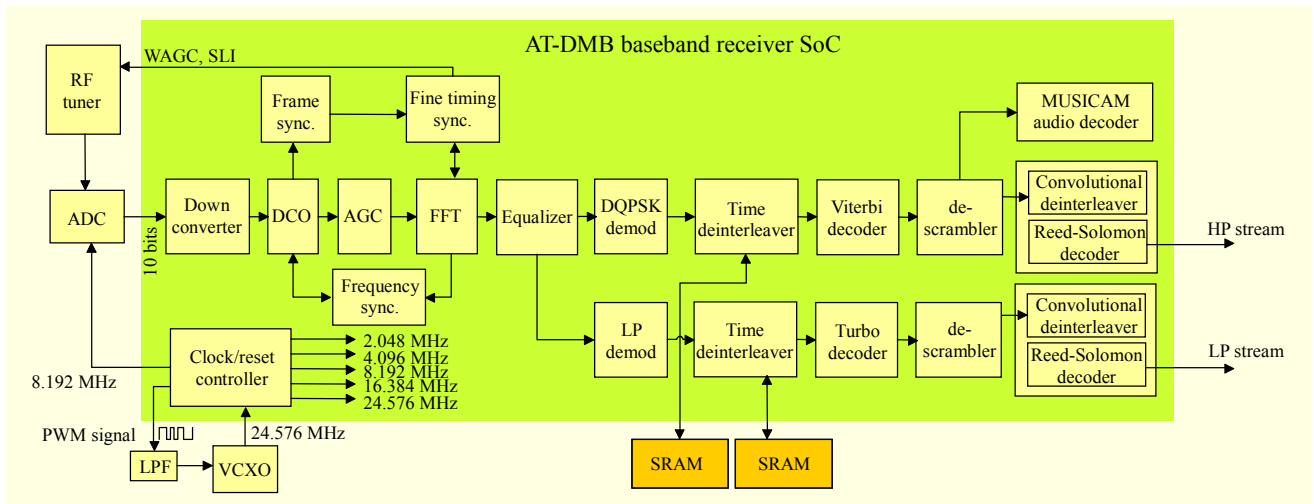 AT-DMB baseband receiver SoC
RF
tuner
WAGC, SLI
Frame
sync.
Fine timing
sync.
MUSICAM
audio decoder
ADC
10 bits
Down
converter
DCO
AGC
FFT
Equalizer
DQPSK
demod
Time
deinterleaver
Viterbi
decoder
de-
scrambler
Convolutional
deinterleaver
Reed-Solomon
decoder
HP stream
Frequency
sync.
LP
demod
Time
deinterleaver
Turbo
decoder
de-
scrambler
Convolutional
deinterleaver
Reed-Solomon
decoder
LP stream
Clock/reset
controller
2.048 MHz
4.096 MHz
8.192 MHz
16.384 MHz
24.576 MHz
8.192 MHz
PWM signal
24.576 MHz
LPF
VCXO
SRAM
SRAM